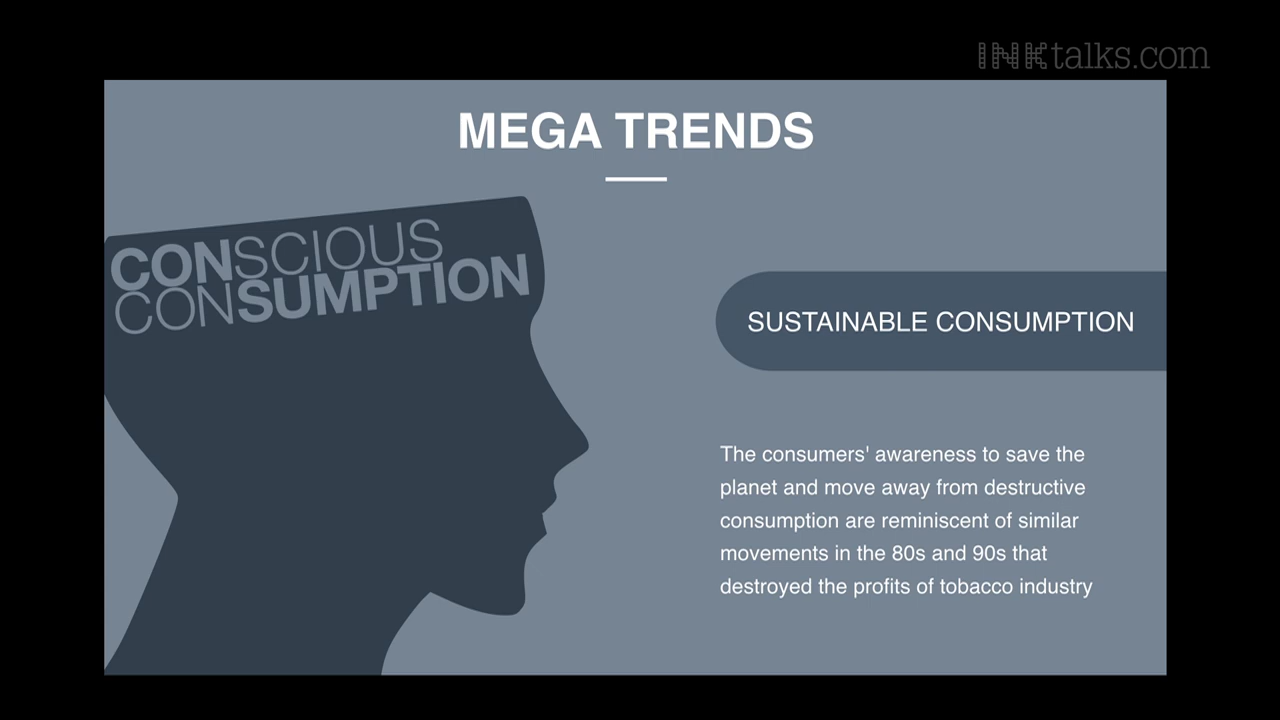 INKtalks.com
MEGA TRENDS
CONSCIOUS
CONSUMPTION
SUSTAINABLE CONSUMPTION
The consumers' awareness to save the
planet and move away from destructive
consumption are reminiscent of similar
movements in the 80s and 90s that
destroyed the profits of tobacco industry